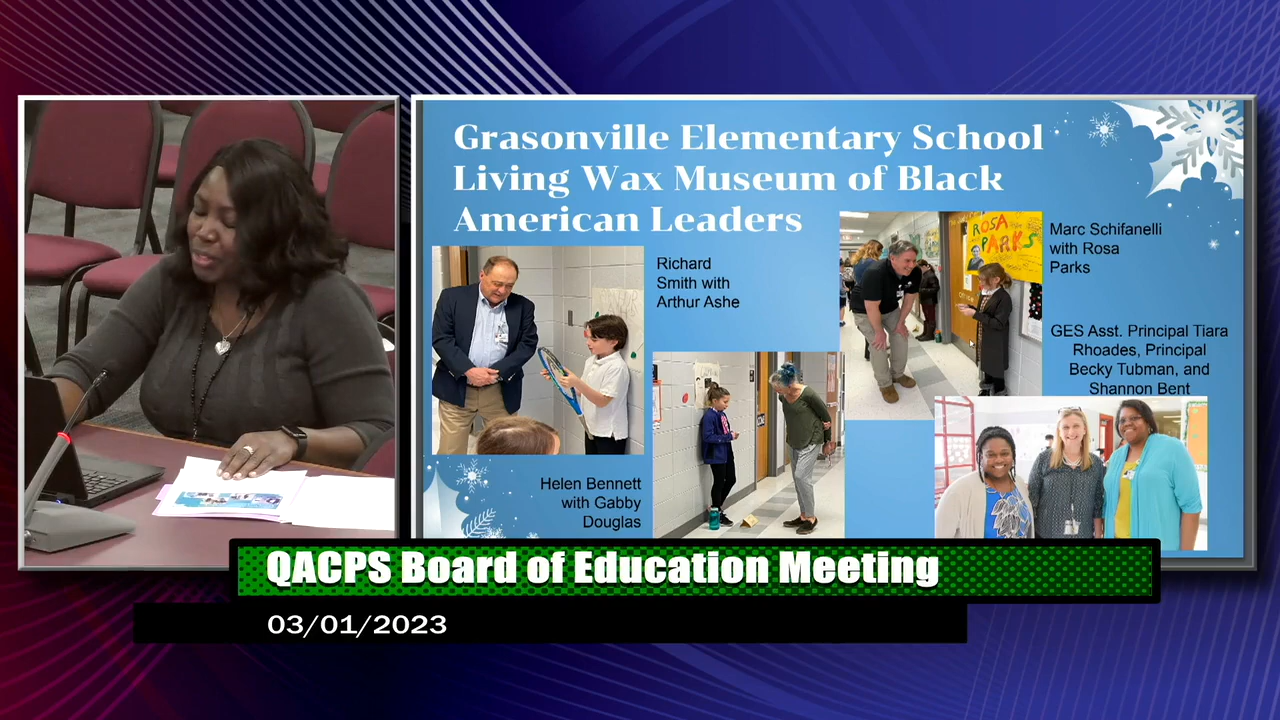 Grasonville Elementary School
Living Wax Museum of Black
American Leaders
Richard
Smith with
Arthur Ashe
ROSA
PARKS
Marc Schifanelli
with Rosa
Parks
GES Asst. Principal Tiara
Rhoades, Principal
Becky Tubman, and
Shannon Bent
Helen Bennett
with Gabby
Douglas
QACPS Board of Education Meeting
03/01/2023